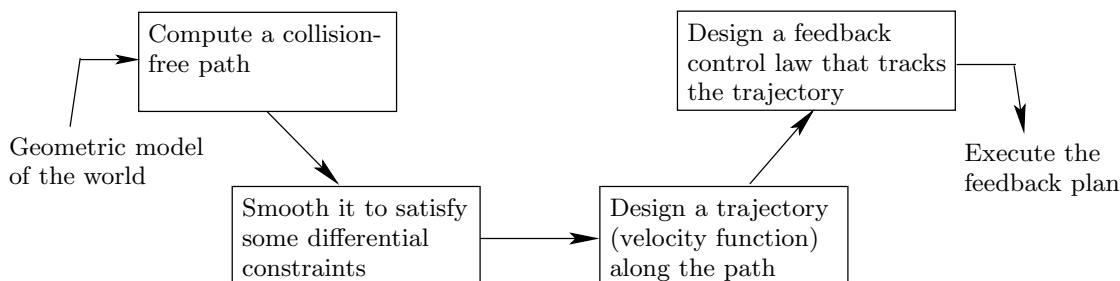 Geometric model
of the world
Compute a collision-
free path
Smooth it to satisfy
some differential
constraints
Design a trajectory
(velocity function)
along the path
Design a feedback
control law that tracks
the trajectory
Execute the
feedback plan